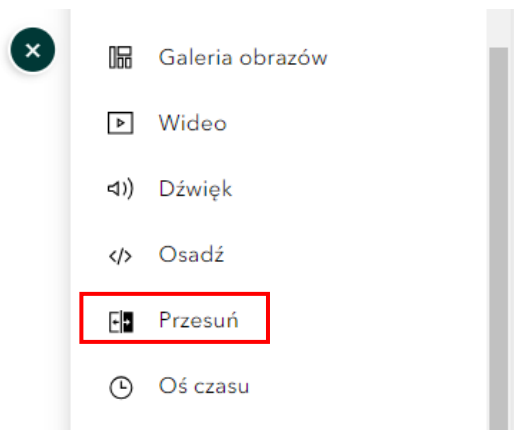 Galeria obrazów
Wideo
Dźwięk
Osadź
Przesuń
Oś czasu